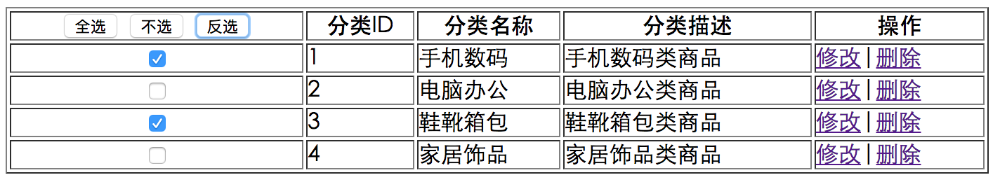 全选 不选 反选 分类ID 分类名称 分类描述 操作
1 手机数码 手机数码类商品 修改 | 删除
2 电脑办公 电脑办公类商品 修改 | 删除
3 鞋靴箱包 鞋靴箱包类商品 修改 | 删除
4 家居饰品 家居饰品类商品 修改 | 删除